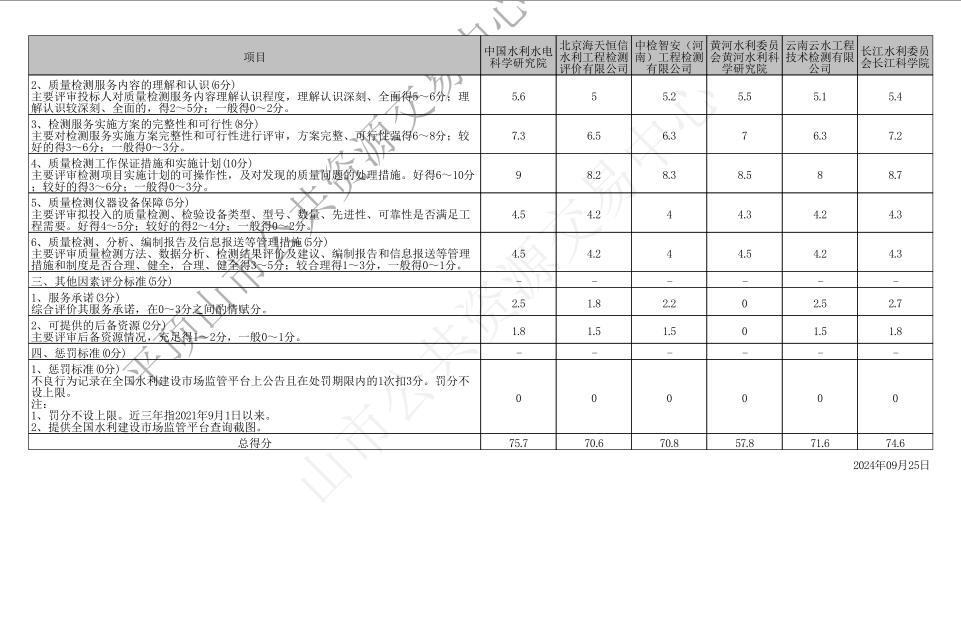 项目
中国水利水电
科学研究院
北京海天恒信
水利工程检测
评价有限公司
中检智安（河
南）工程检测
有限公司
黄河水利委员
会黄河水利科
学研究院
云南云水工程
技术检测有限
公司
长江水利委员
会长江科学院
2、质量检测服务内容的理解和认识(6分)
主要评审投标人对质量检测服务内容理解认识程度，理解认识深刻、全面得5～6分；理
解认识较深刻、全面的，得2～5分；一般得0～2分。
5.6 5 5.2 5.5 5.1 5.4
3、检测服务实施方案的完整性和可行性(8分)
主要对检测服务实施方案完整性和可行性进行评审，方案完整、可行性强得6～8分；较
好的得3～6分；一般得0～3分。
7.3 6.5 6.3 7 6.3 7.2
4、质量检测工作保证措施和实施计划(10分)
主要评审检测项目实施计划的可操作性，及对发现的质量问题的处理措施。好得6～10分
；较好的得3～6分；一般得0～3分。
9 8.2 8.3 8.5 8 8.7
5、质量检测仪器设备保障(5分)
主要评审拟投入的质量检测、检验设备类型、型号、数量、先进性、可靠性是否满足工
程需要。好得4～5分；较好的得2～4分；一般得0～2分。
4.5 4.2 4 4.3 4.2 4.3
6、质量检测、分析、编制报告及信息报送等管理措施(5分)
主要评审质量检测方法、数据分析、检测结果评价及建议、编制报告和信息报送等管理
措施和制度是否合理、健全，合理、健全得3～5分；较合理得1～3分，一般得0～1分。
4.5 4.2 4 4.5 4.2 4.3
三、其他因素评分标准(5分)
– – – – – –
1、服务承诺(3分)
综合评价其服务承诺，在0～3分之间酌情赋分。
2.5 1.8 2.2 0 2.5 2.7
2、可提供的后备资源(2分)
主要评审后备资源情况，充足得1～2分，一般0～1分。
1.8 1.5 1.5 0 1.5 1.8
四、惩罚标准(0分)
– – – – – –
1、惩罚标准(0分)
不良行为记录在全国水利建设市场监管平台上公告且在处罚期限内的1次扣3分。罚分不
设上限。
注：
1、罚分不设上限。近三年指2021年9月1日以来。
2、提供全国水利建设市场监管平台查询截图。
0 0 0 0 0 0
总得分 75.7 70.6 70.8 57.8 71.6 74.6
2024年09月25日
平顶山市公共资源交易中心
山市公共资源交易中心